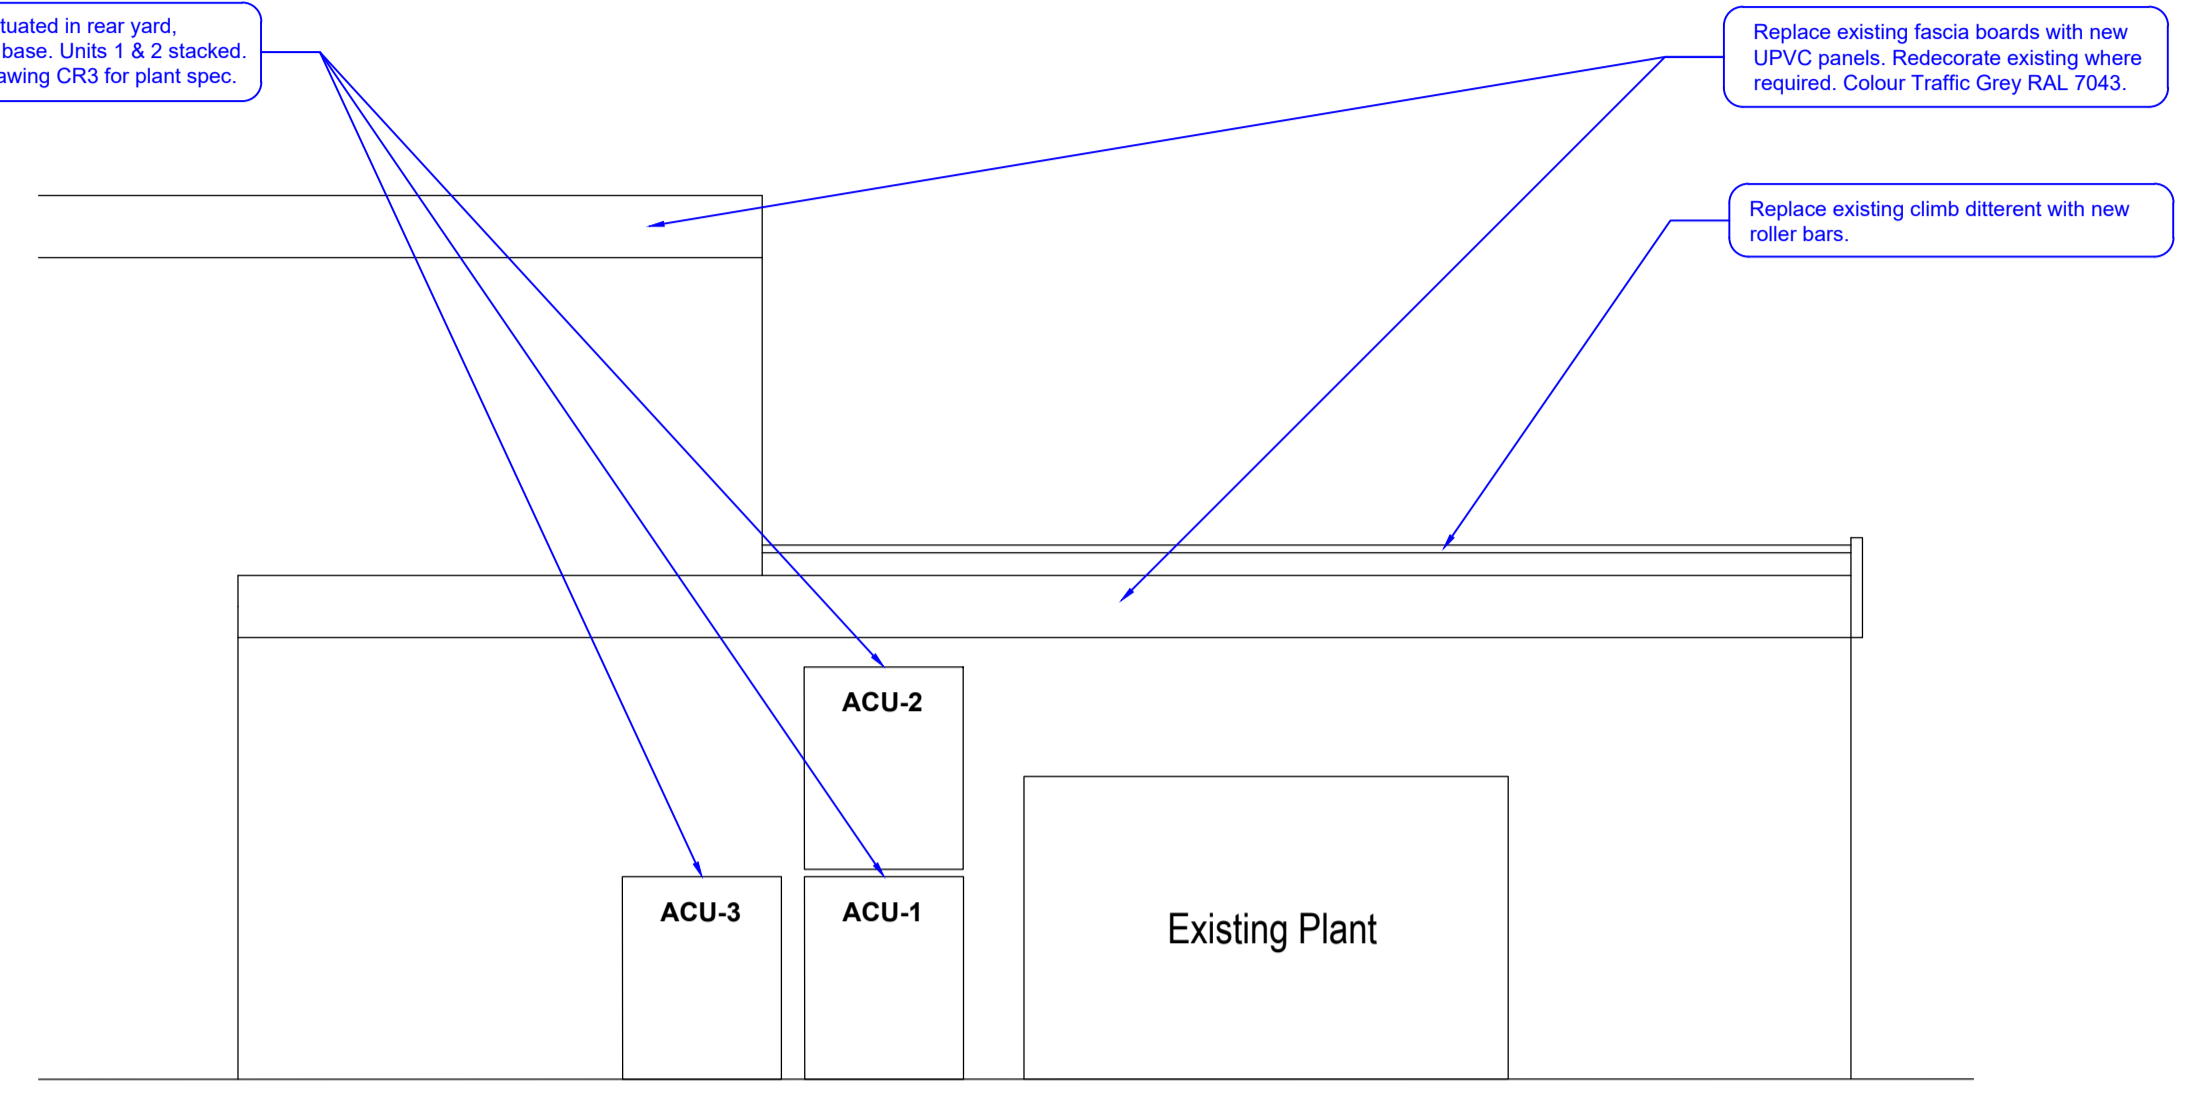 tuated in rear yard,
base. Units 1 & 2 stacked.
awing CR3 for plant spec.
Replace existing fascia boards with new
UPVC panels. Redecorate existing where
required. Colour Traffic Grey RAL 7043.
Replace existing climb ditterent with new
roller bars.
ACU-2
ACU-3
ACU-1
Existing Plant